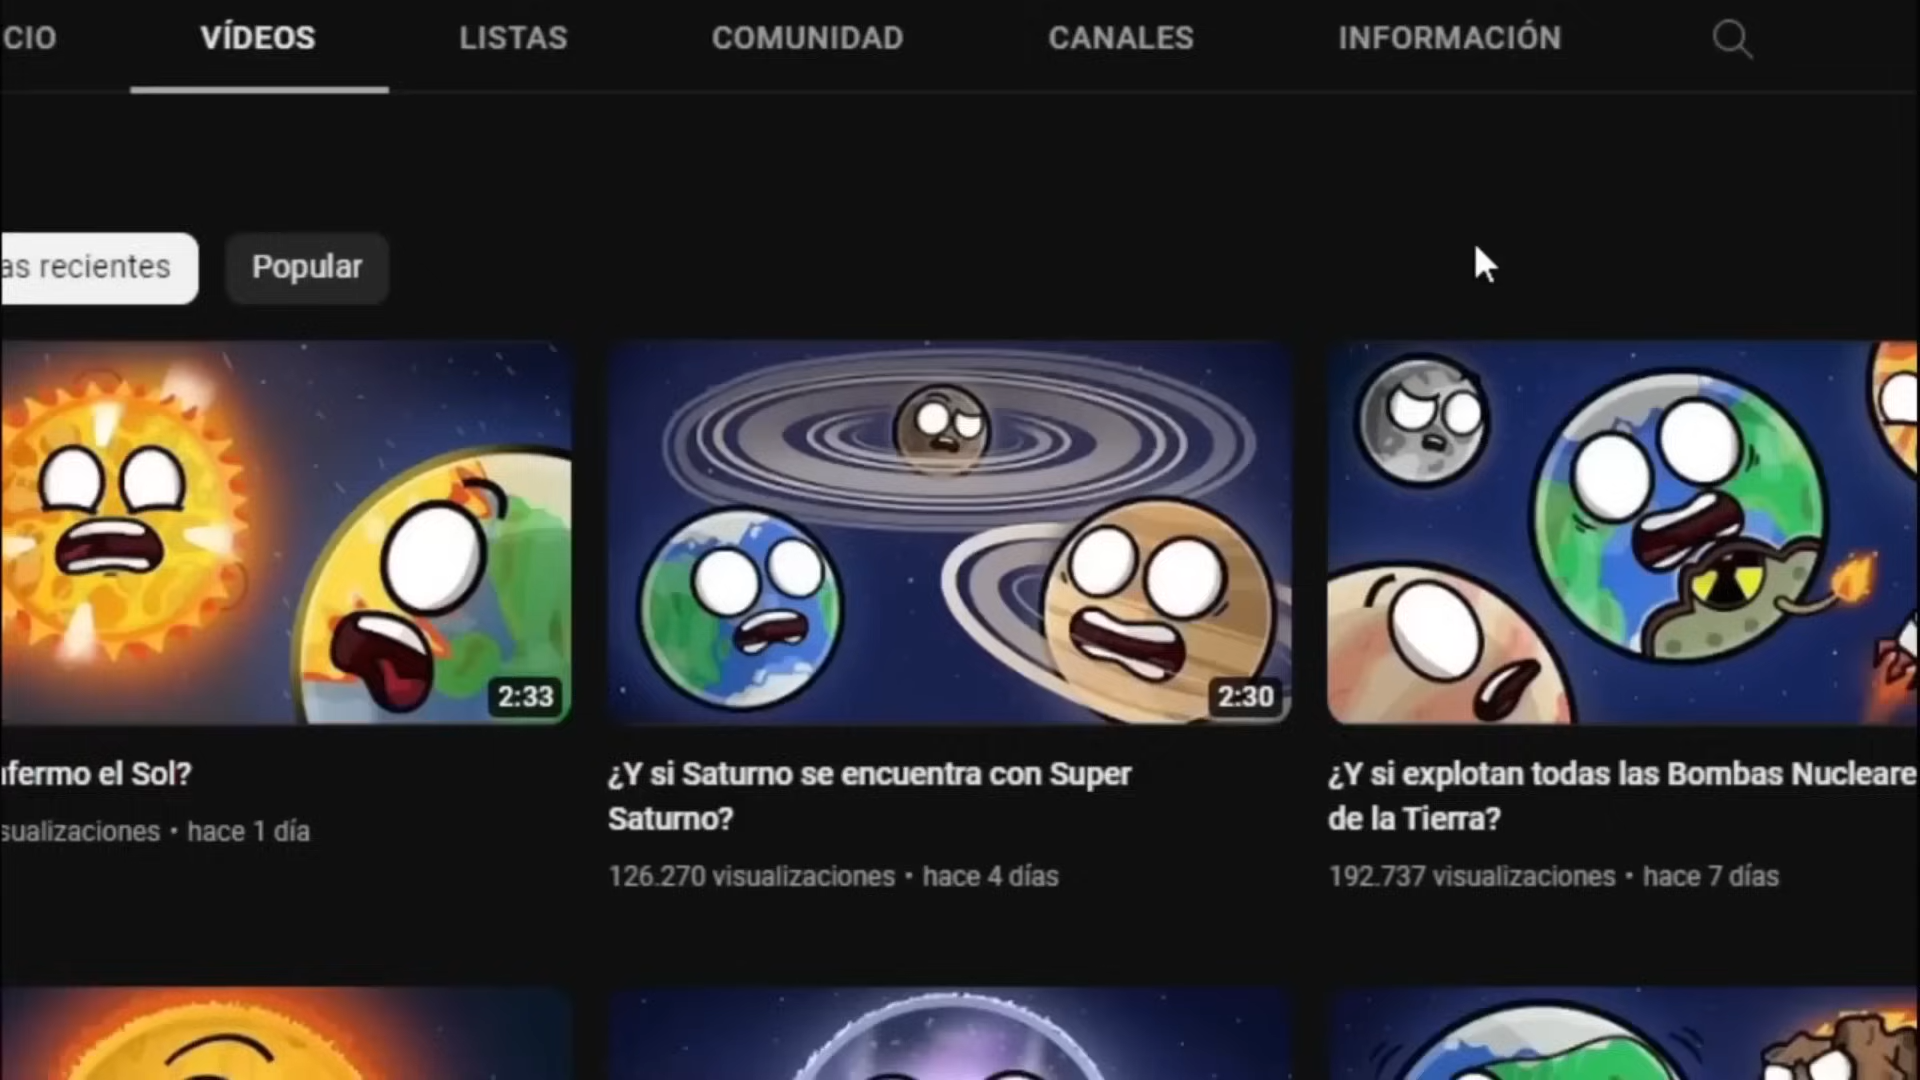 CIO VÍDEOS LISTAS COMUNIDAD CANALES INFORMACIÓN
as recientes Popular
2:33 2:30
nfermo el Sol?
sualizaciones • hace 1 día
¿Y si Saturno se encuentra con Super
Saturno?
126.270 visualizaciones • hace 4 días
¿Y si explotan todas las Bombas Nucleare
de la Tierra?
192.737 visualizaciones • hace 7 días